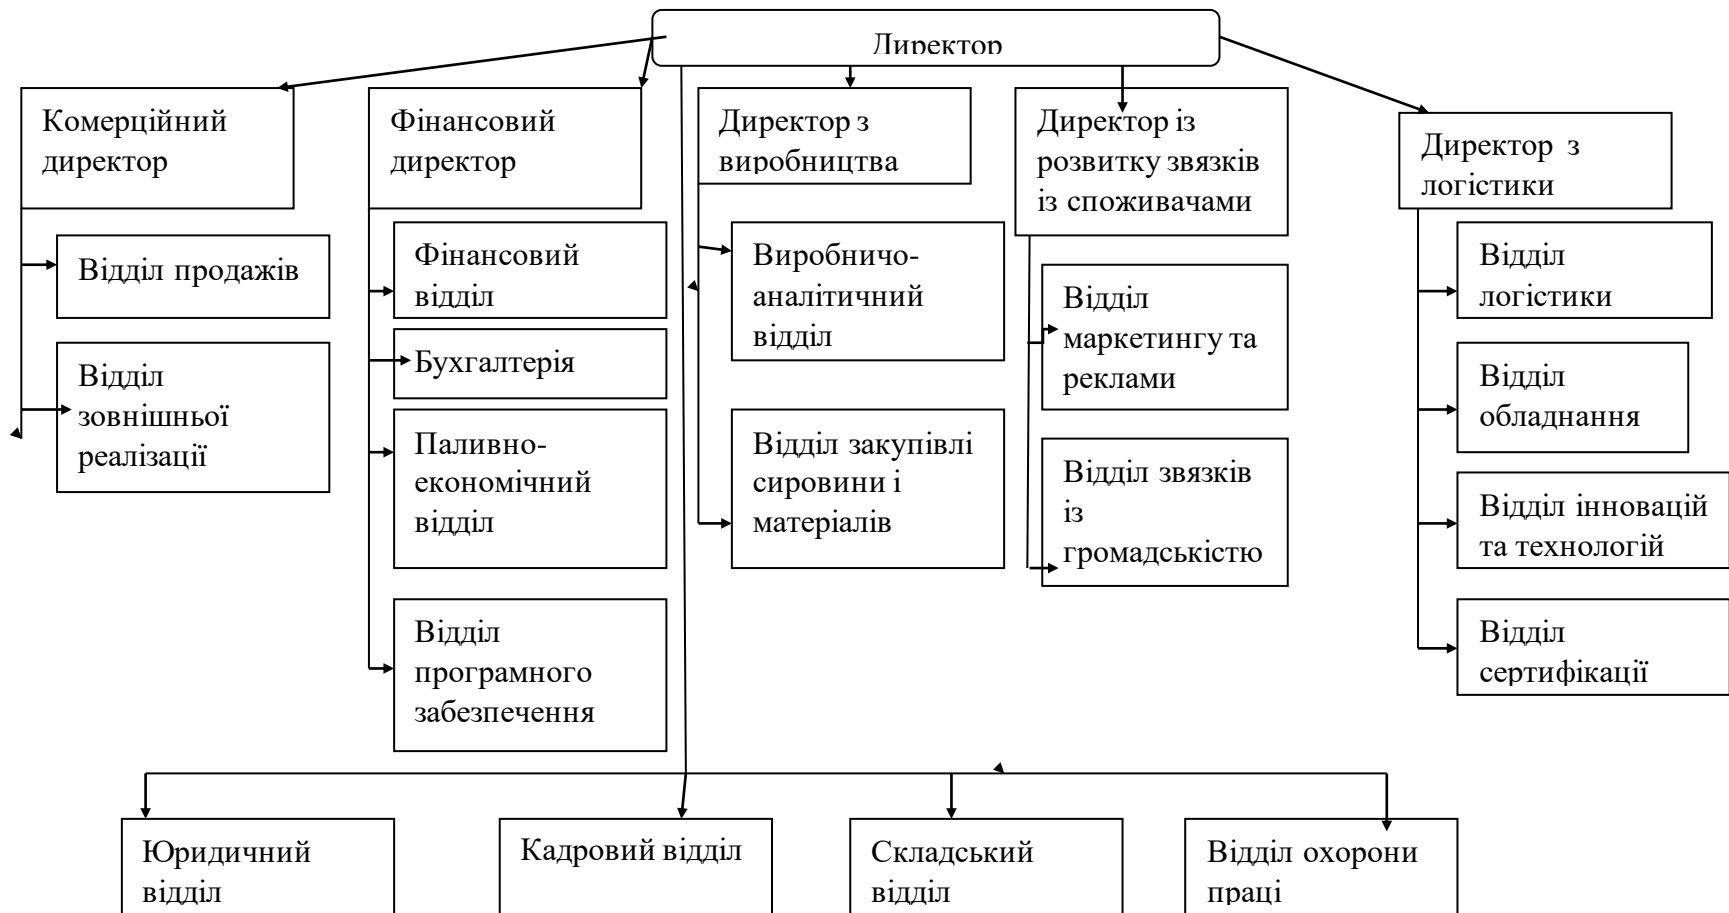 Директор
Комерційний
директор
Фінансовий
директор
Директор з
виробництва
Директор із
розвитку звязків
із споживачами
Директор з
логістики
Відділ продажів
Відділ
зовнішньої
реалізації
Фінансовий
відділ
Бухгалтерія
Паливно-
економічний
відділ
Відділ
програмного
забезпечення
Виробничо-
аналітичний
відділ
Відділ закупівлі
сировини і
матеріалів
Відділ
маркетингу та
реклами
Відділ звязків
із
громадськістю
Відділ
логістики
Відділ
обладнання
Відділ інновацій
та технологій
Відділ
сертифікації
Юридичний
відділ
Кадровий відділ
Складський
відділ
Відділ охорони
праці